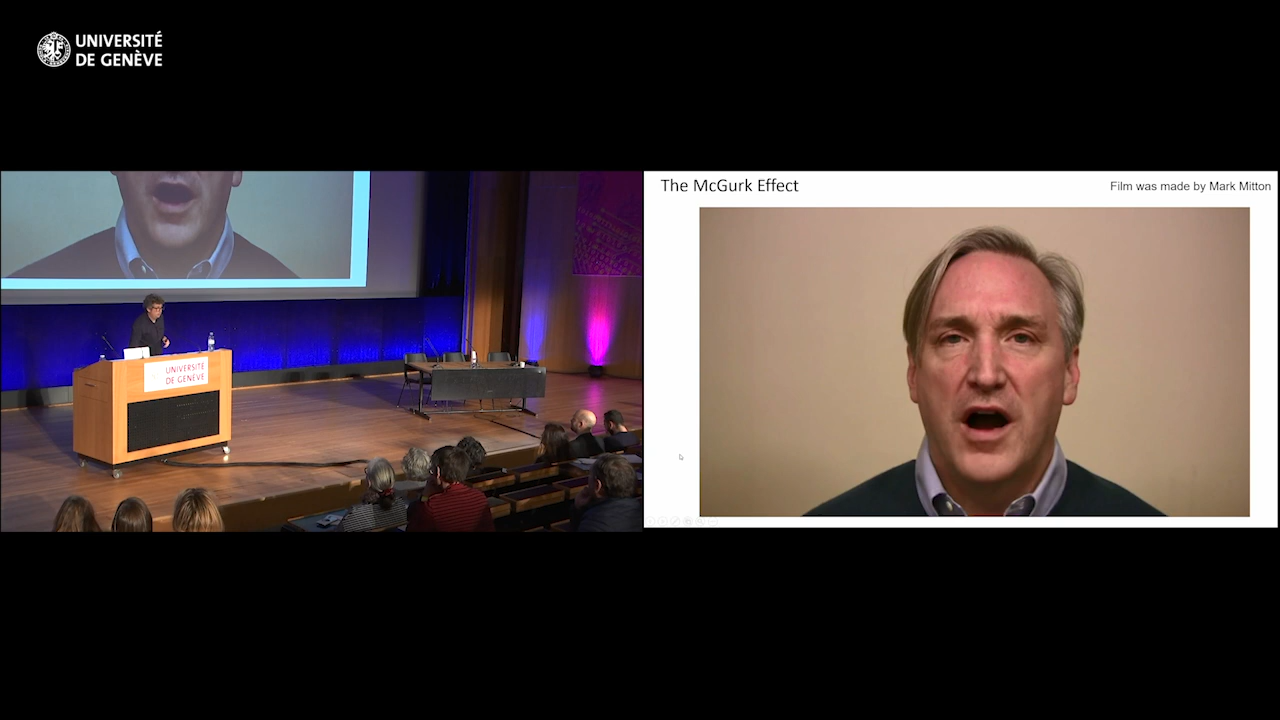 UNIVERSITÉ
DE GENÈVE
The McGurk Effect
Film was made by Mark Mitton
UNIVERSITÉ
DE GENÈVE